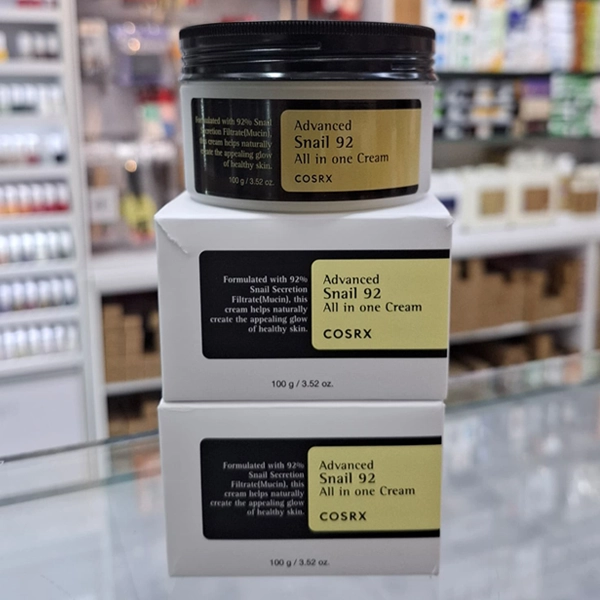 Formulated with 92% Snail
Secretion Filtrate(Mucin),
this cream helps naturally
create the appealing glow
of healthy skin.
100 g / 3.52 oz.
Advanced
Snail 92
All in one Cream
COSRX
Formulated with 92%
Snail Secretion
Filtrate(Mucin), this
cream helps naturally
create the appealing glow
of healthy skin.
Advanced
Snail 92
All in one Cream
COSRX
100 g / 3.52 oz.
Formulated with 92%
Snail Secretion
Filtrate(Mucin), this
cream helps naturally
create the appealing glow
of healthy skin.
Advanced
Snail 92
All in one Cream
COSRX
100 g / 3.52 oz.